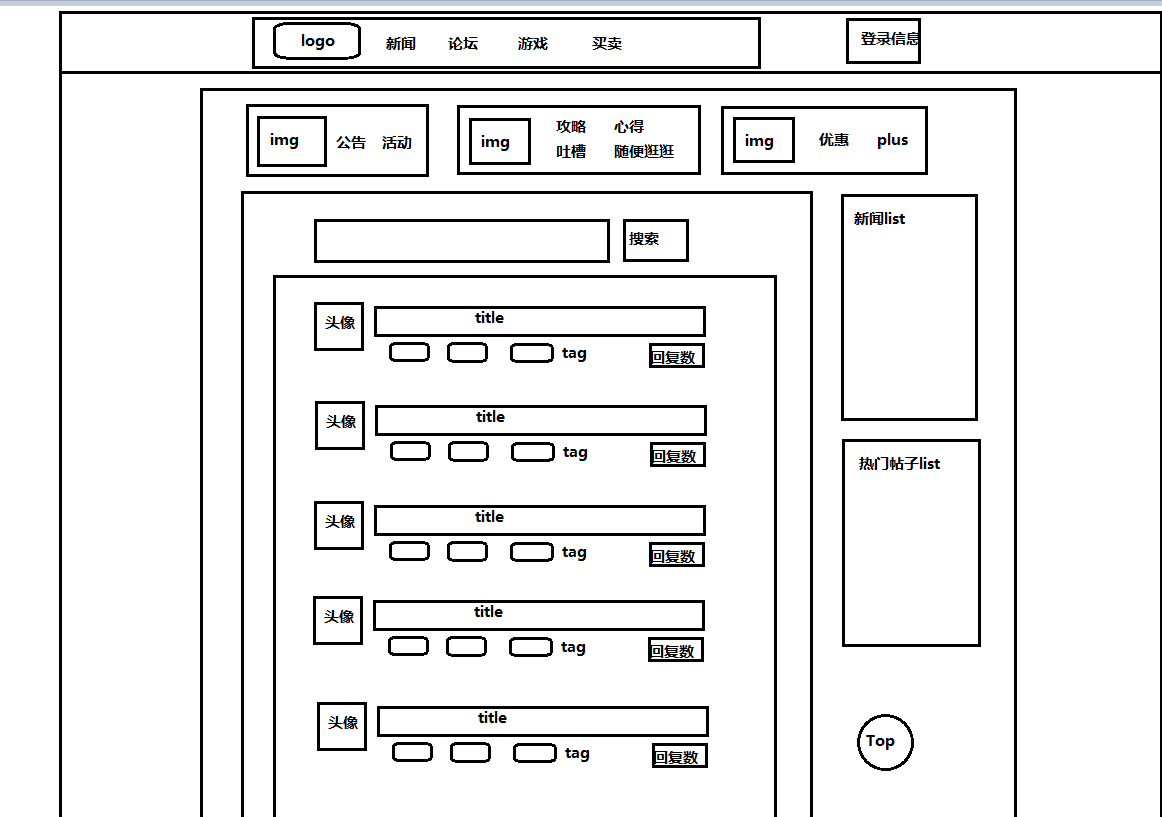 logo 新闻 论坛 游戏 买卖 登录信息
img 公告 活动
img 攻略 心得
吐槽 随便逛逛
img 优惠 plus
搜索
新闻list
头像 title
tag 回复数
头像 title
tag 回复数
热门帖子list
头像 title
tag 回复数
头像 title
tag 回复数
头像 title
tag 回复数
Top